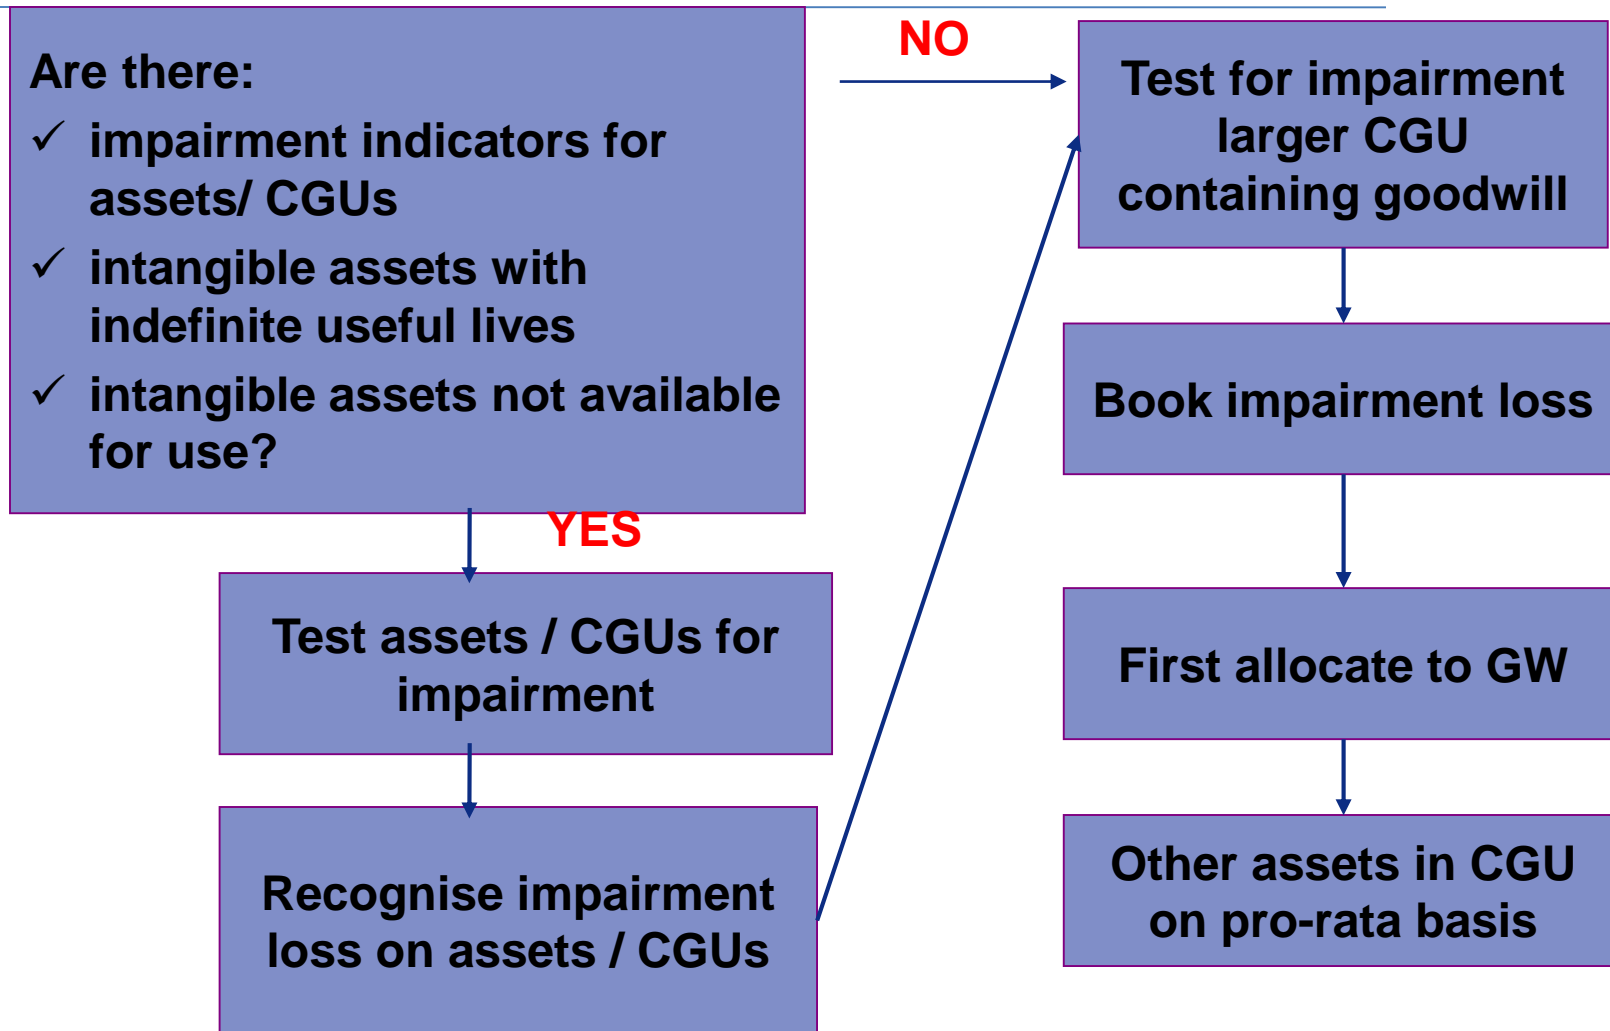 Are there:
✓ impairment indicators for
assets/ CGUs
✓ intangible assets with
indefinite useful lives
✓ intangible assets not available
for use?
NO
YES
Test assets / CGUs for
impairment
Recognise impairment
loss on assets / CGUs
Test for impairment
larger CGU
containing goodwill
Book impairment loss
First allocate to GW
Other assets in CGU
on pro-rata basis